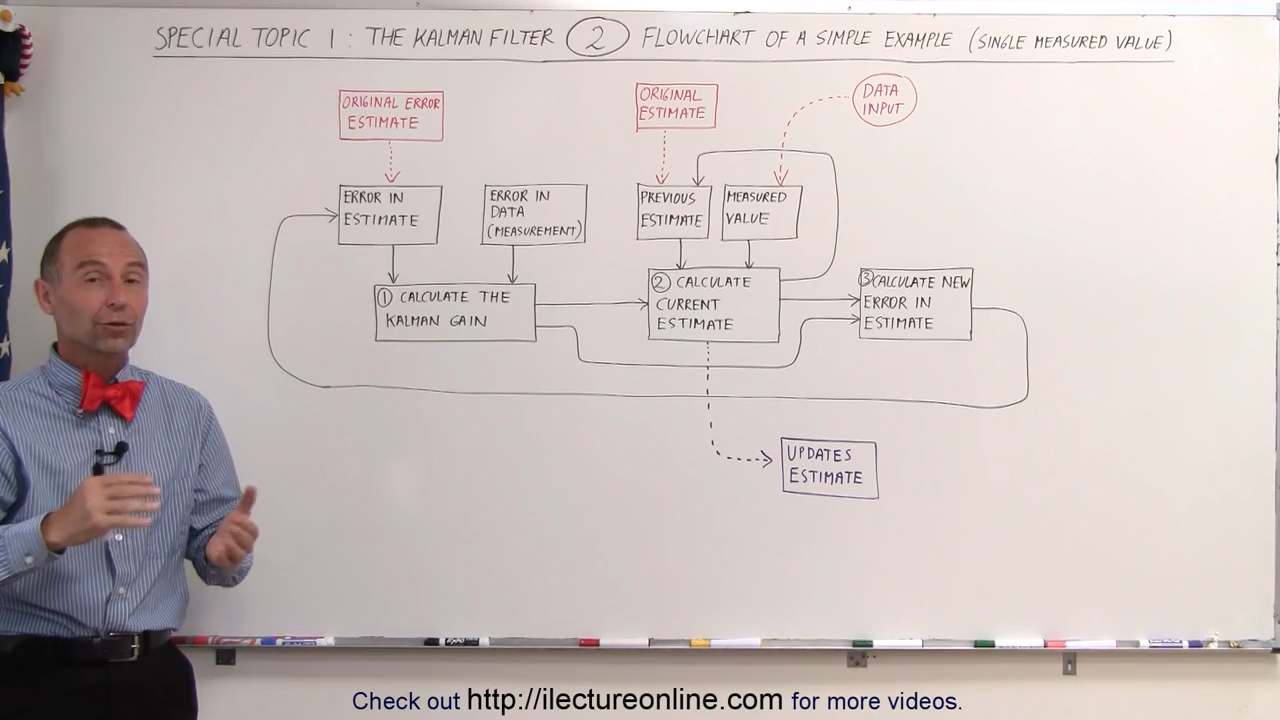 SPECIAL TOPIC 1: THE KALMAN FILTER 2 FLOWCHART OF A SIMPLE EXAMPLE (SINGLE MEASURED VALUE)
ORIGINAL ERROR
ESTIMATE
ORIGINAL
ESTIMATE
DATA
INPUT
ERROR IN
ESTIMATE
ERROR IN
DATA
(MEASUREMENT)
PREVIOUS
ESTIMATE
MEASURED
VALUE
1 CALCULATE THE
KALMAN GAIN
2 CALCULATE
CURRENT
ESTIMATE
3 CALCULATE NEW
ERROR IN
ESTIMATE
UPDATES
ESTIMATE
Check out http://ilectureonline.com for more videos.